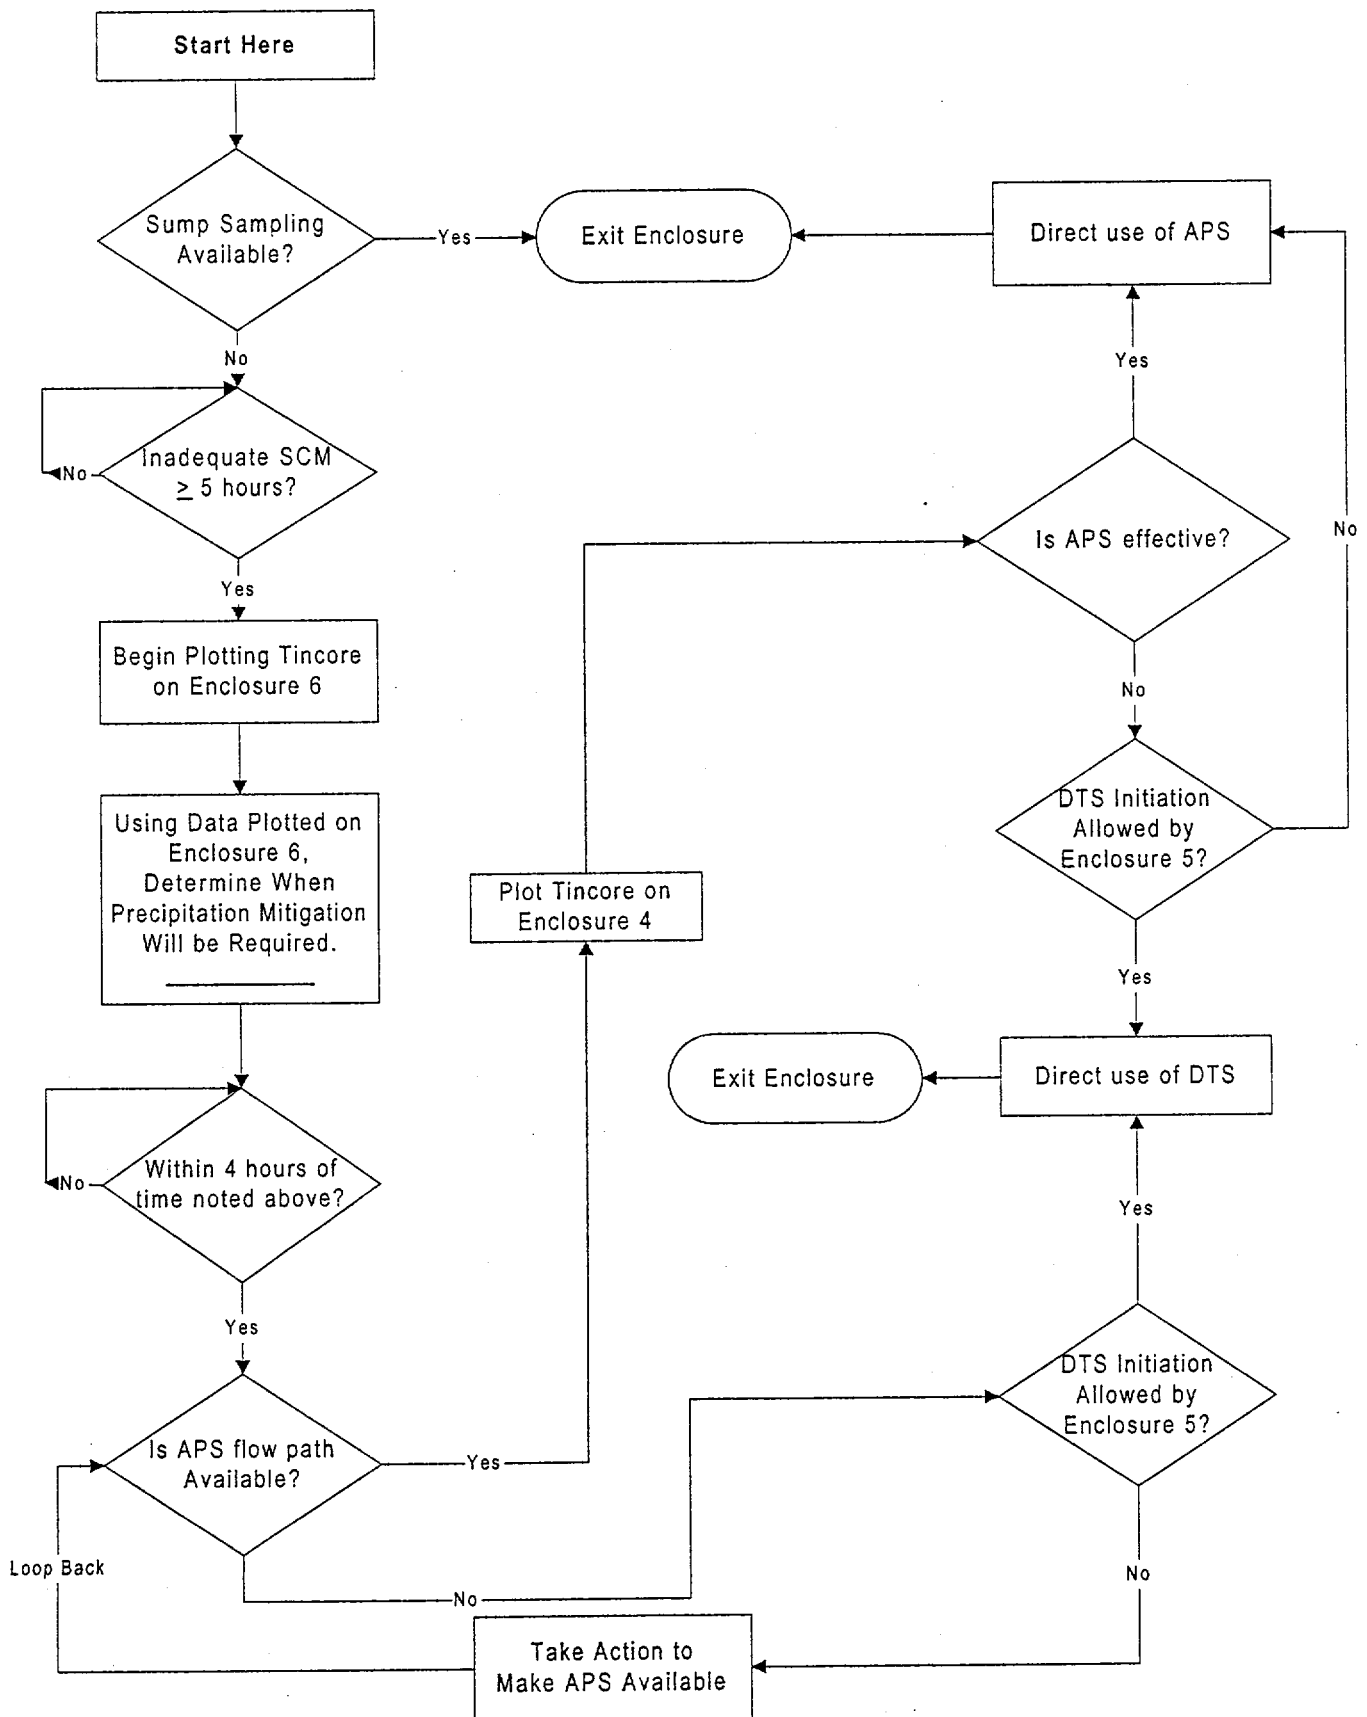 Start Here
Sump Sampling
Available?
Yes
Exit Enclosure
Direct use of APS
No
Yes
Inadequate SCM
≥ 5 hours?
No
Is APS effective?
No
Yes
Begin Plotting Tincore
on Enclosure 6
No
DTS Initiation
Allowed by
Enclosure 5?
Using Data Plotted on
Enclosure 6,
Determine When
Precipitation Mitigation
Will be Required.
Plot Tincore on
Enclosure 4
Yes
Exit Enclosure
Direct use of DTS
Within 4 hours of
time noted above?
No
Yes
Yes
DTS Initiation
Allowed by
Enclosure 5?
Is APS flow path
Available?
Yes
Loop Back
No
No
Take Action to
Make APS Available